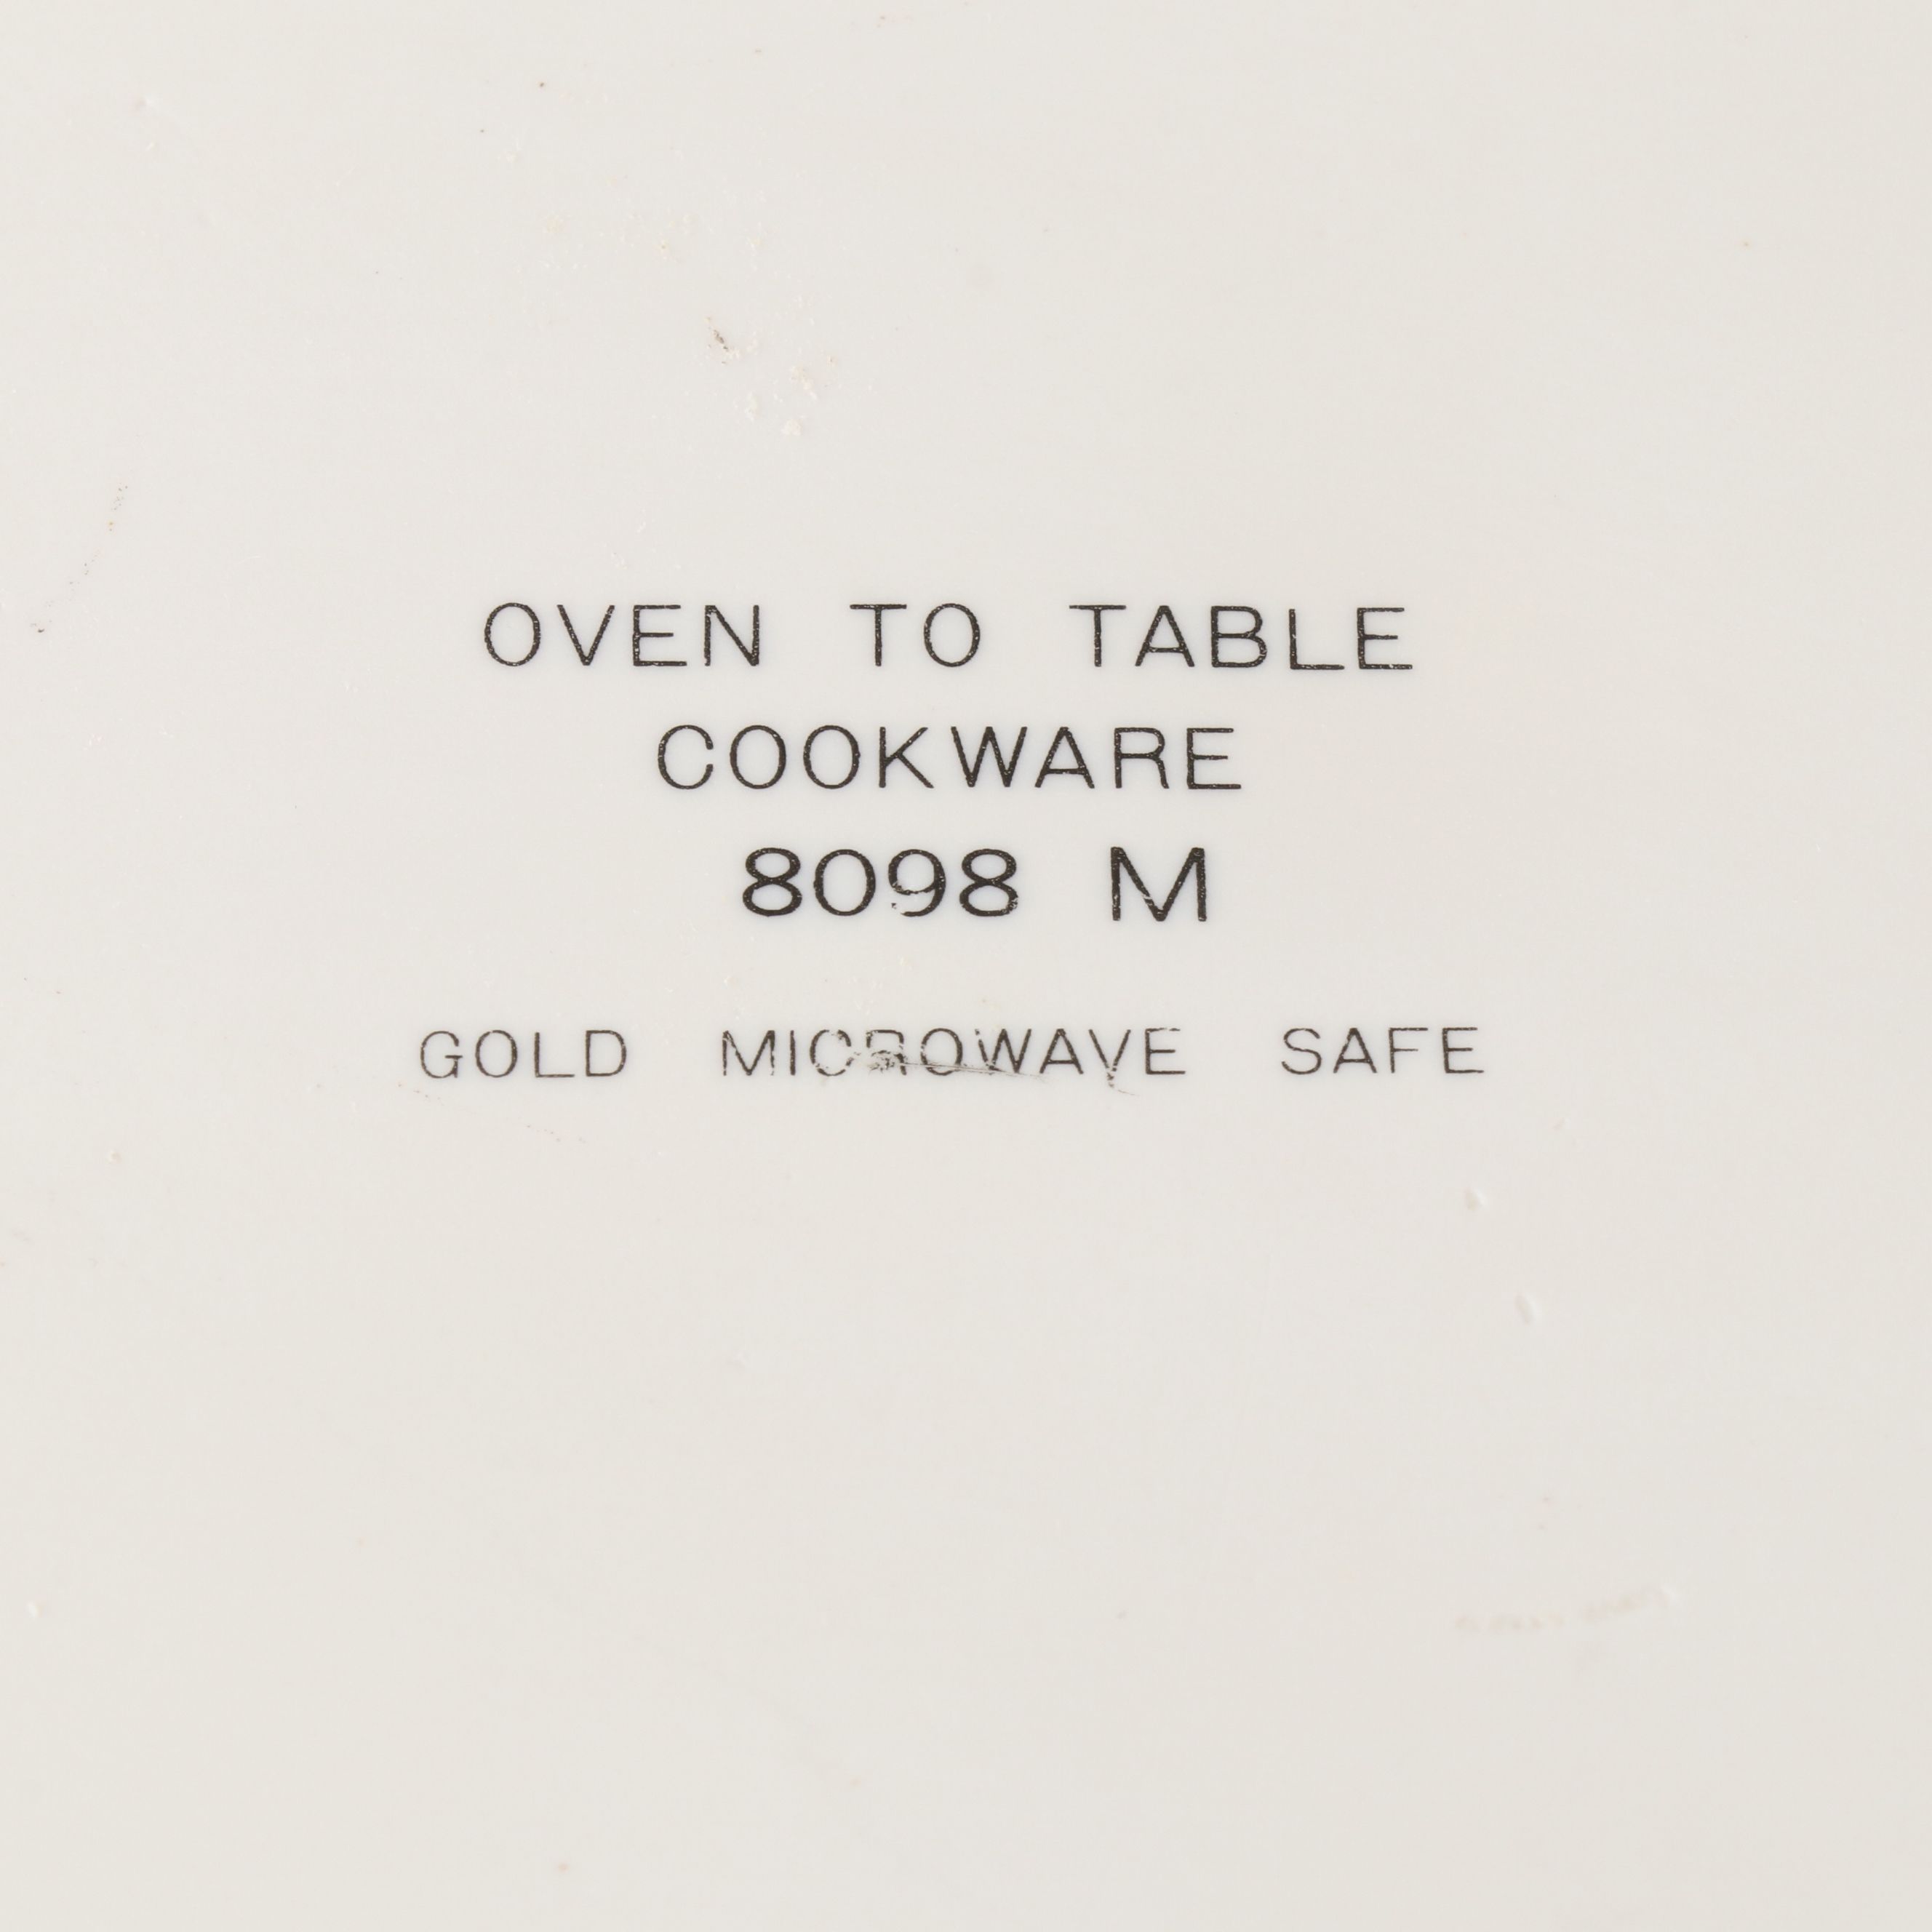 OVEN TO TABLE
COOKWARE
8098 M
GOLD MICROWAVE SAFE